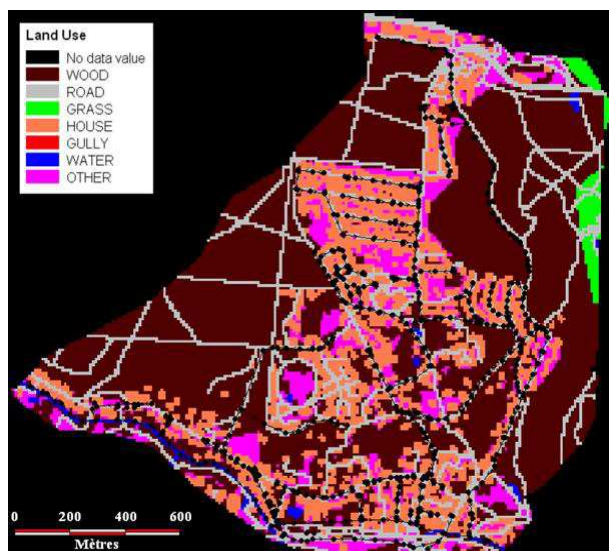 Land Use
No data value
WOOD
ROAD
GRASS
HOUSE
GULLY
WATER
OTHER
0 200 400 600
Mètres